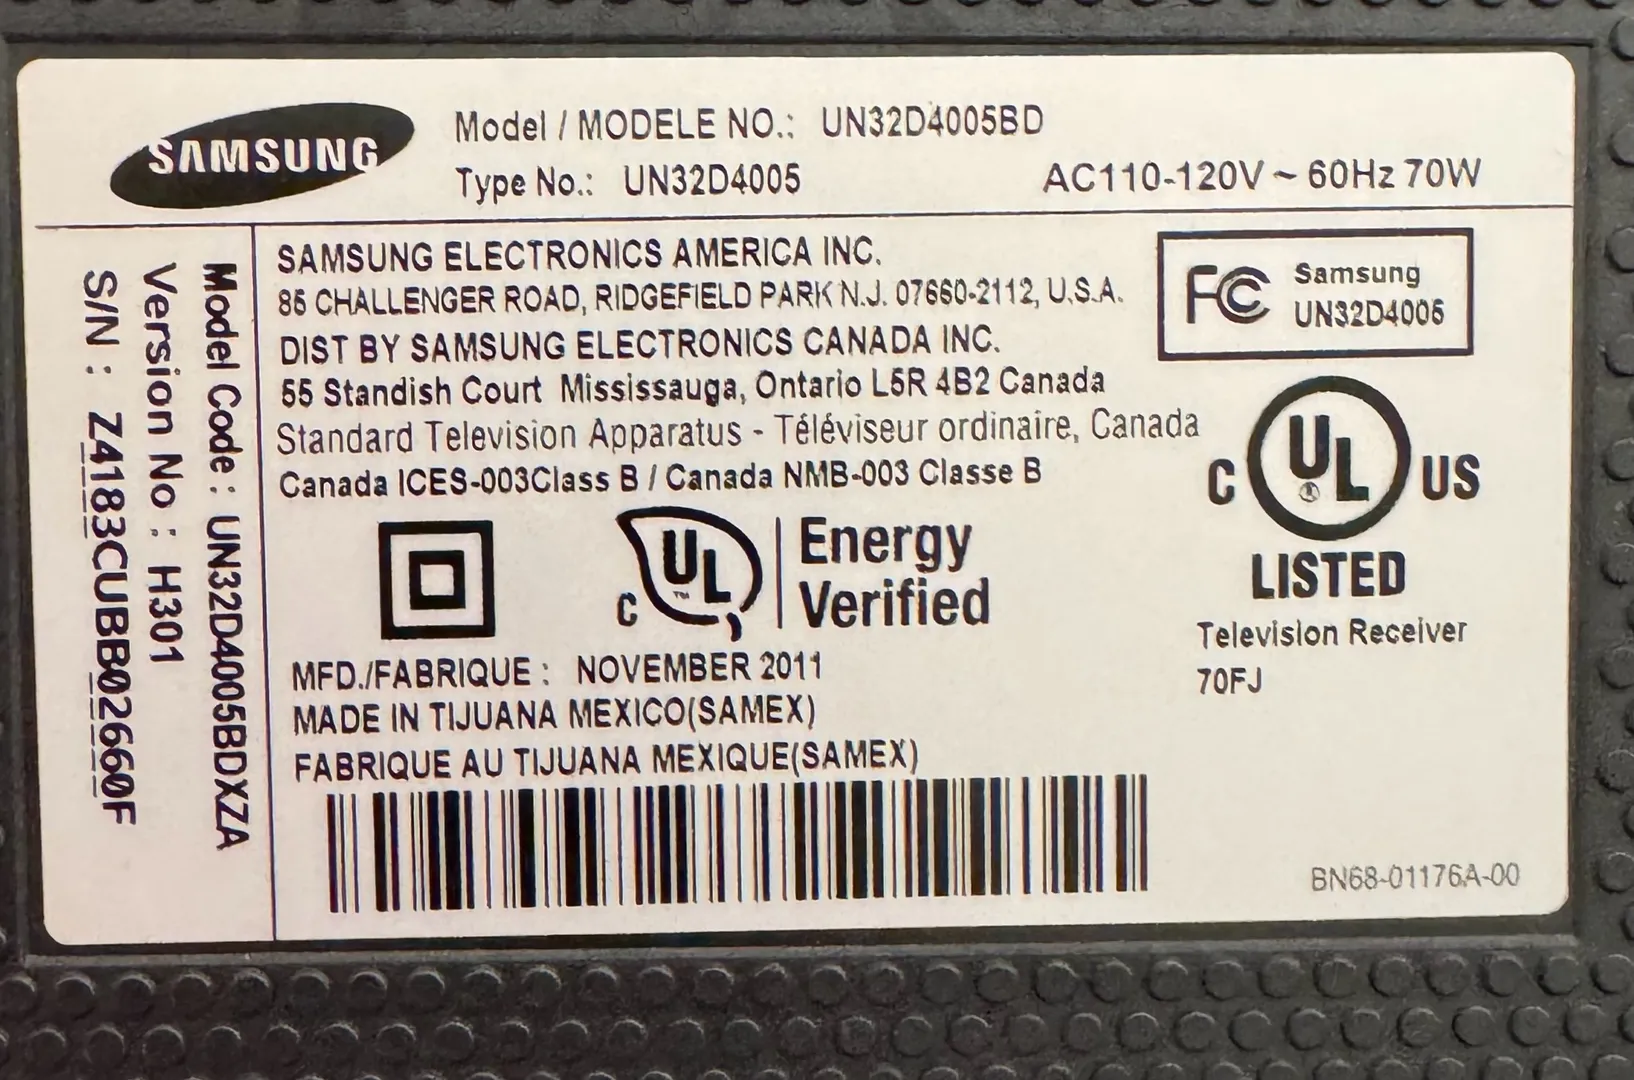 SAMSUNG
Model / MODELE NO.: UN32D4005BD
Type No.: UN32D4005
AC110-120V ~ 60Hz 70W
Model Code : UN32D4005BDXZA
Version No : H301
S/N : Z4183CUBB02660F
SAMSUNG ELECTRONICS AMERICA INC.
85 CHALLENGER ROAD, RIDGEFIELD PARK N.J. 07660-2112, U.S.A.
DIST BY SAMSUNG ELECTRONICS CANADA INC.
55 Standish Court Mississauga, Ontario L5R 4B2 Canada
Standard Television Apparatus - Téléviseur ordinaire, Canada
Canada ICES-003Class B / Canada NMB-003 Classe B
FC Samsung
UN32D4005
C UL ® US
LISTED
Television Receiver
70FJ
C UL ™ Energy
Verified
MFD./FABRIQUE : NOVEMBER 2011
MADE IN TIJUANA MEXICO(SAMEX)
FABRIQUE AU TIJUANA MEXIQUE(SAMEX)
BN68-01176A-00